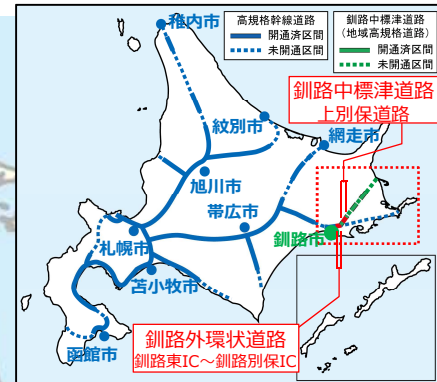 稚内市
高規格幹線道路
開通済区間
未開通区間
釧路中標津道路
(地域高規格道路)
開通済区間
未開通区間
釧路中標津道路
上別保道路
紋別市
網走市
旭川市
帯広市
釧路市
札幌市
苫小牧市
函館市
釧路外環状道路
釧路東IC～釧路別保IC